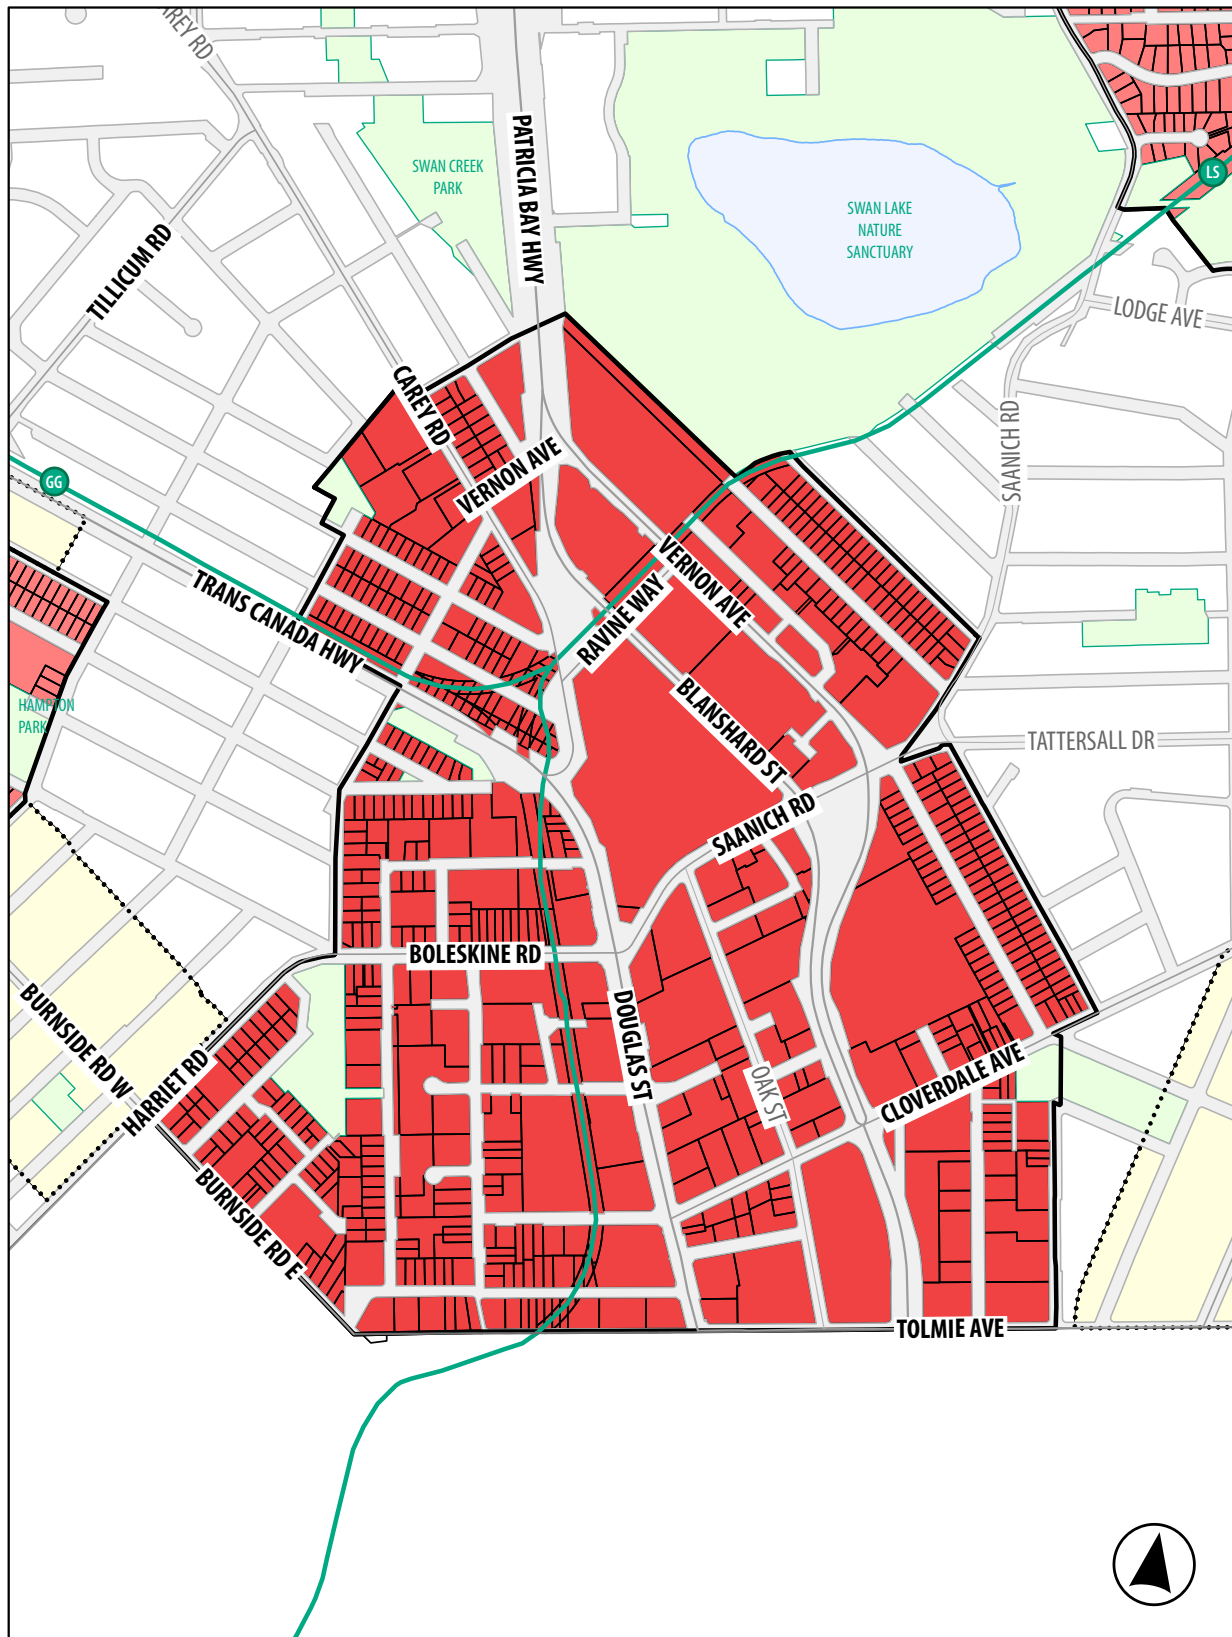 CAREY RD
PATRICIA BAY HWY
SWAN CREEK
PARK
LS
SWAN LAKE
NATURE
SANCTUARY
TILLICUM RD
LODGE AVE
CAREY RD
SAANICH RD
VERNON AVE
GG
VERNON AVE
TRANS CANADA HWY
RAVINE WAY
BLANSHARD ST
HAMPTON
PARK
TATTERSALL DR
SAANICH RD
BOLESKINE RD
DOUGLAS ST
BURNSIDE RD W
HARRIET RD
OAK ST
CLOVERDALE AVE
BURNSIDE RD E
TOLMIE AVE